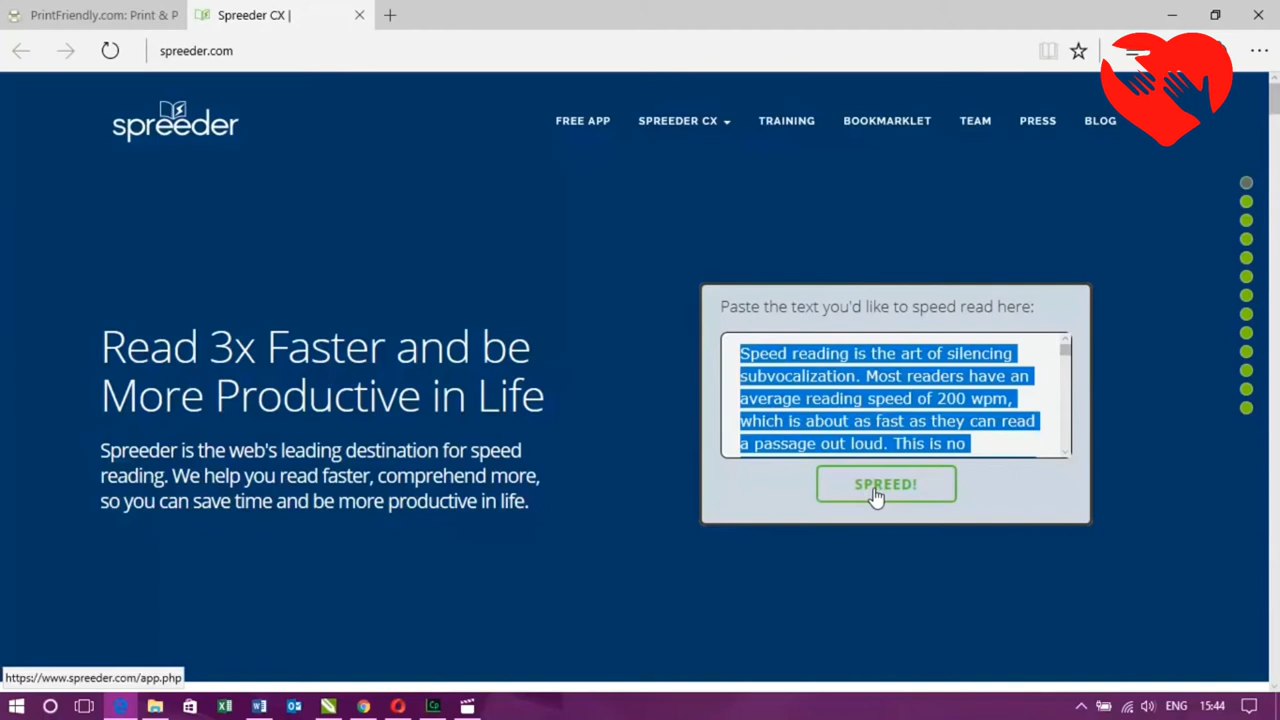 PrintFriendly.com: Print & P
Spreeder CX |
spreeder.com
spreeder
FREE APP
SPREEDER CX
TRAINING
BOOKMARKLET
TEAM
PRESS
BLOG
Paste the text you'd like to speed read here:
Speed reading is the art of silencing
subvocalization. Most readers have an
average reading speed of 200 wpm,
which is about as fast as they can read
a passage out loud. This is no
SPREED!
Read 3x Faster and be
More Productive in Life
Spreeder is the web's leading destination for speed
reading. We help you read faster, comprehend more,
so you can save time and be more productive in life.
https://www.spreeder.com/app.php
ENG
15:44